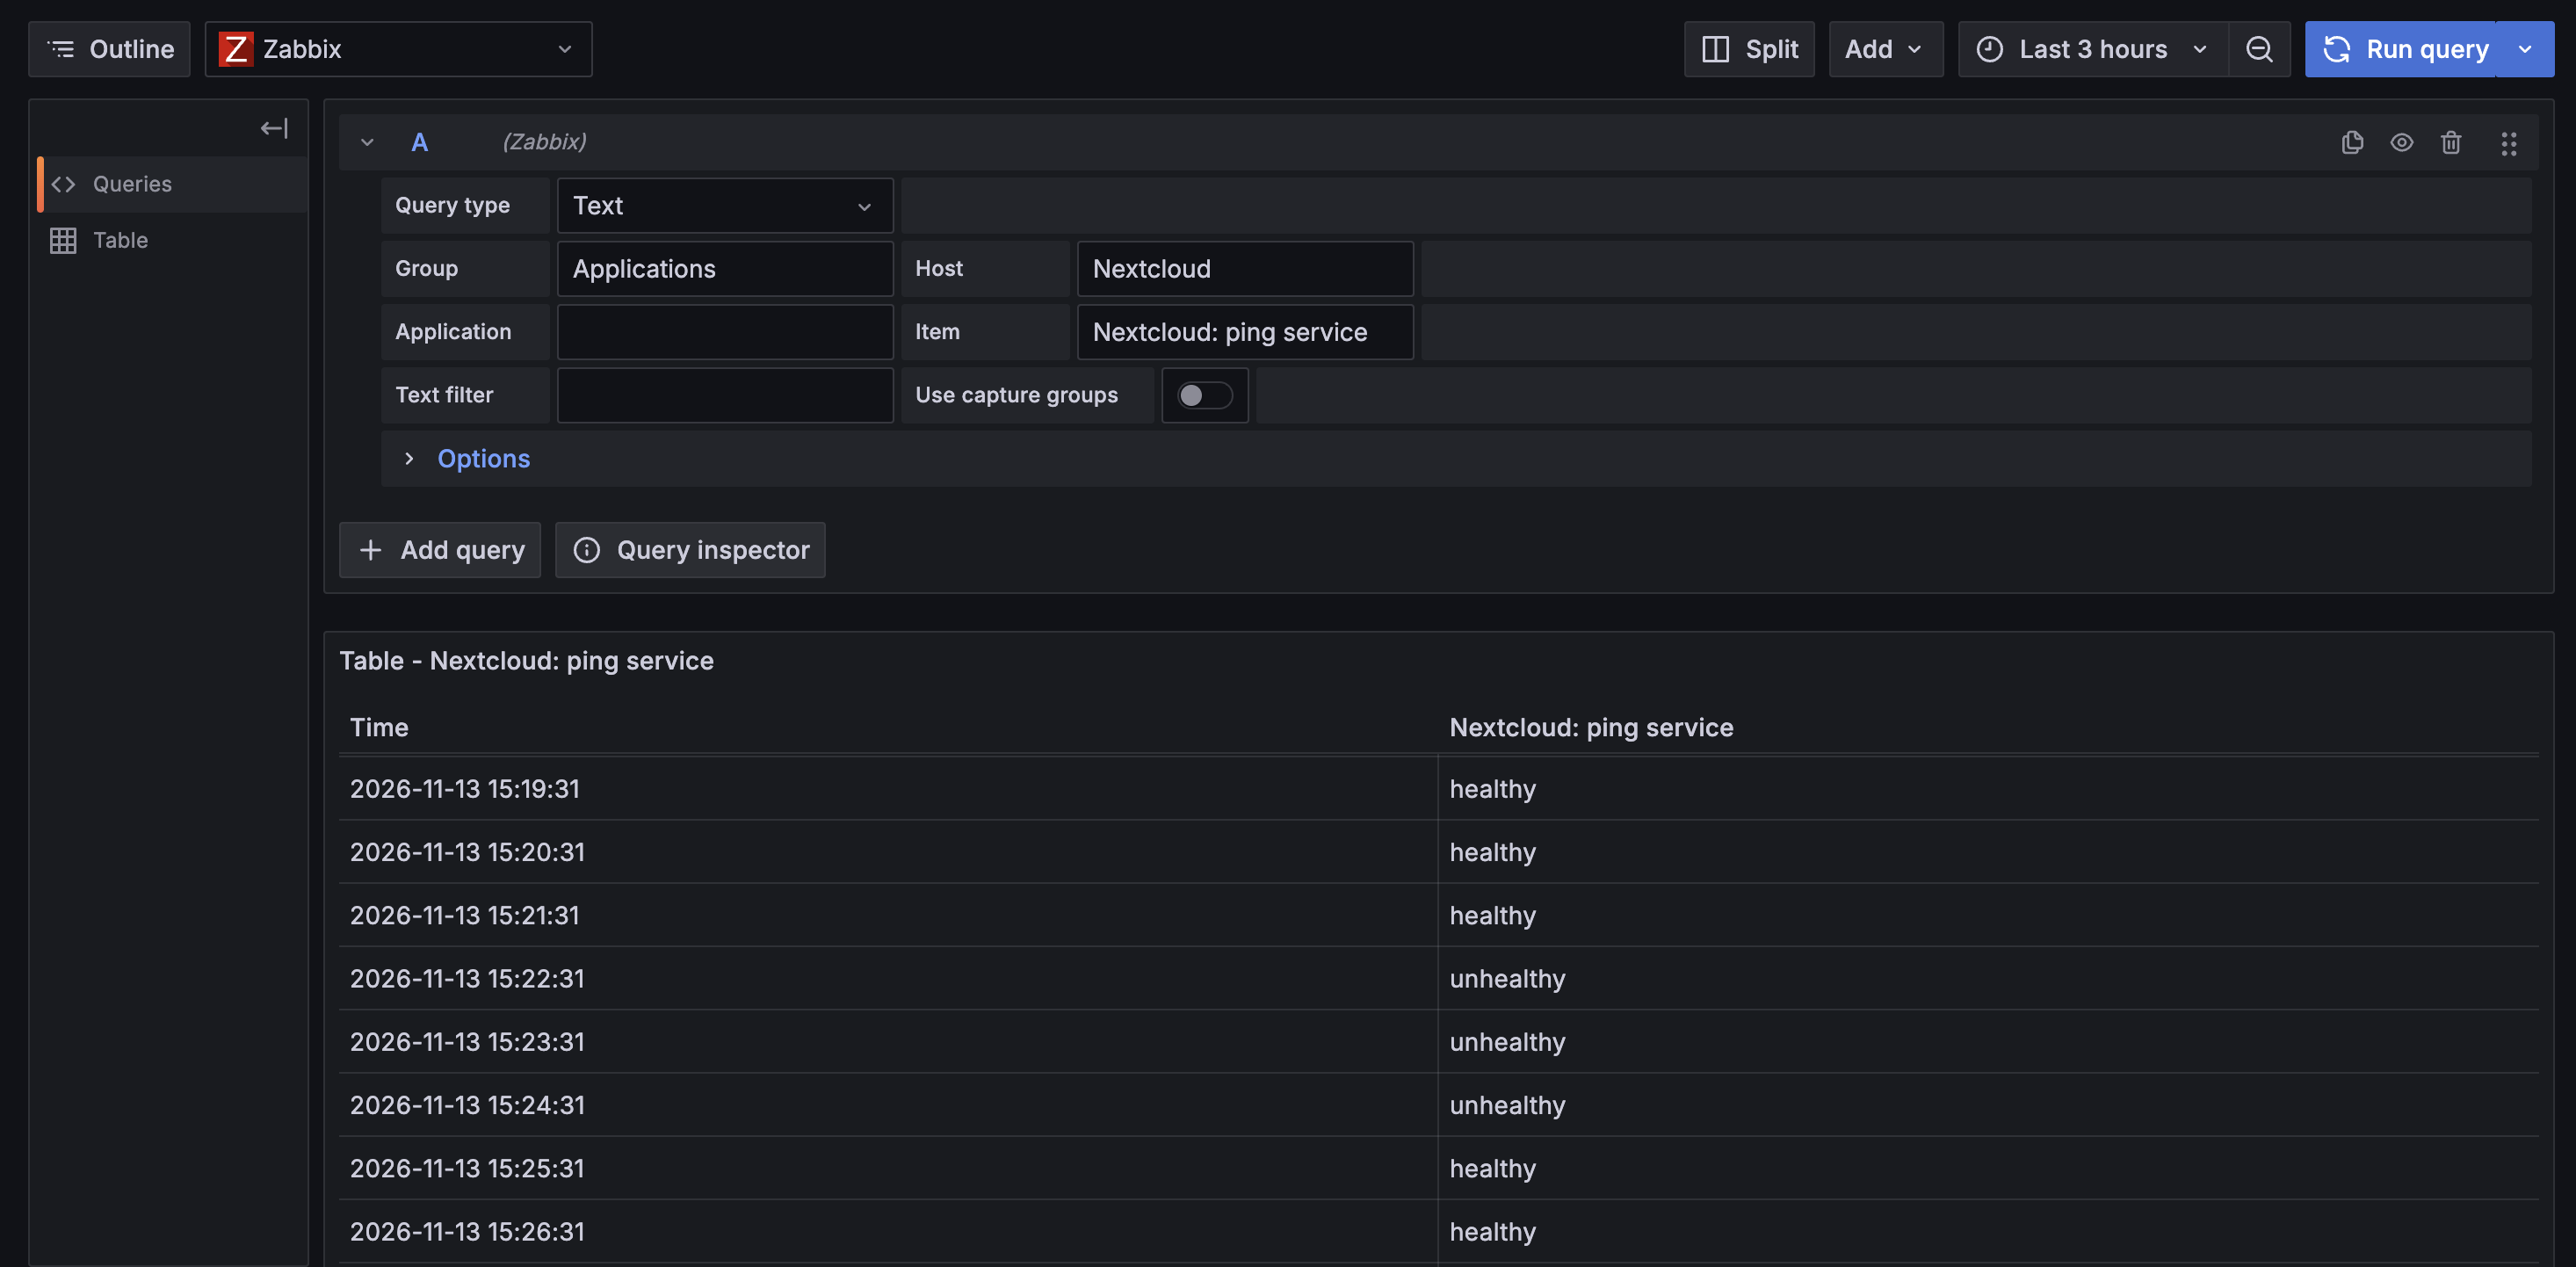 Outline Z Zabbix Split Add Last 3 hours Run query
A (Zabbix)
Queries
Query type Text
Table
Group Applications Host Nextcloud
Application Item Nextcloud: ping service
Text filter Use capture groups
Options
Add query Query inspector
Table - Nextcloud: ping service
Time Nextcloud: ping service
2026-11-13 15:19:31 healthy
2026-11-13 15:20:31 healthy
2026-11-13 15:21:31 healthy
2026-11-13 15:22:31 unhealthy
2026-11-13 15:23:31 unhealthy
2026-11-13 15:24:31 unhealthy
2026-11-13 15:25:31 healthy
2026-11-13 15:26:31 healthy